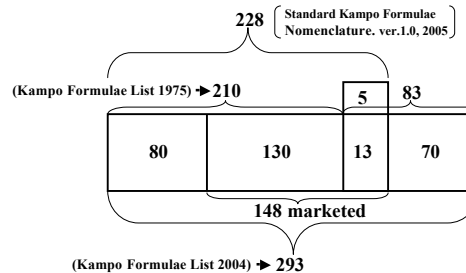 228 Standard Kampo Formulae
Nomenclature. ver.1.0, 2005
(Kampo Formulae List 1975) → 210
5
83
80
130
13
70
148 marketed
(Kampo Formulae List 2004) → 293